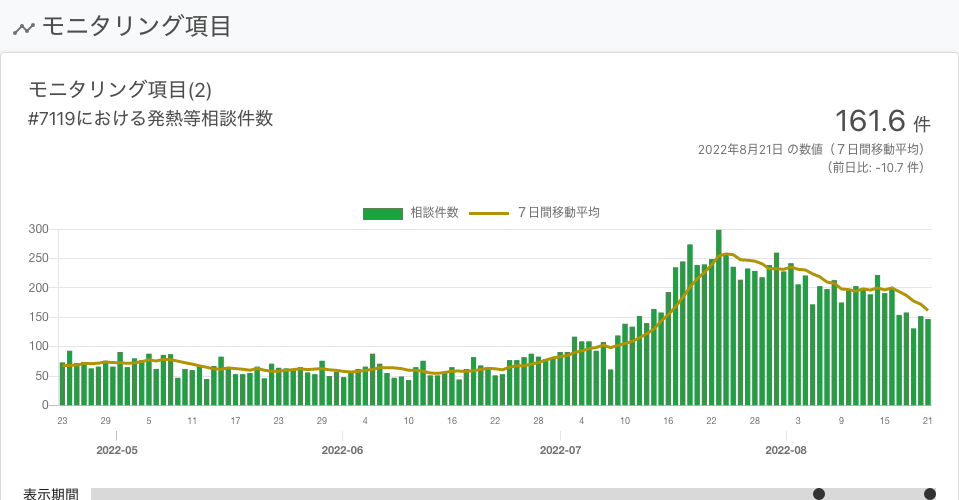 モニタリング項目
モニタリング項目(2)
#7119における発熱等相談件数
161.6 件
2022年8月21日 の数値（７日間移動平均）
（前日比: -10.7 件）
相談件数 ７日間移動平均
300
250
200
150
100
50
0
23 29 5 11 17 23 29 4 10 16 22 28 4 10 16 22 28 3 9 15 21
2022-05 2022-06 2022-07 2022-08
表示期間